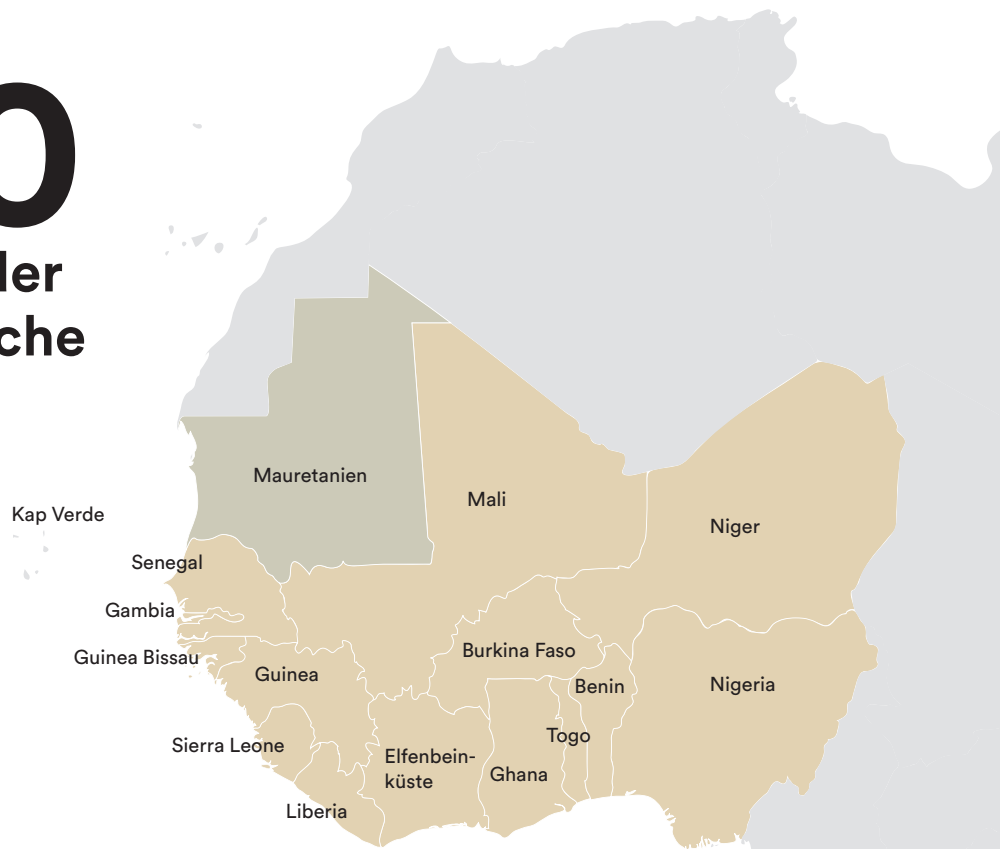 0
der
che
Mauretanien
Mali
Kap Verde
Niger
Senegal
Gambia
Burkina Faso
Guinea Bissau
Guinea
Benin
Nigeria
Togo
Sierra Leone
Elfenbein-
küste
Ghana
Liberia